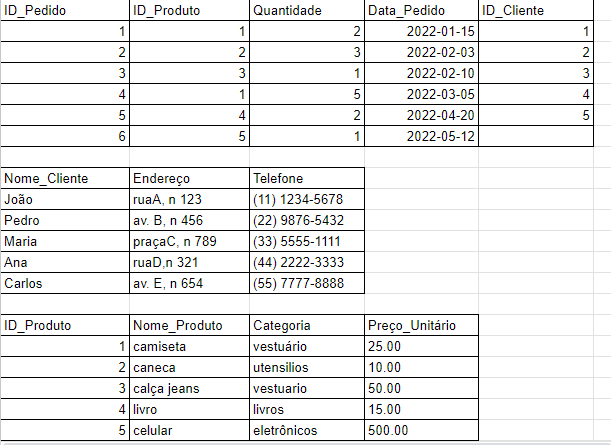 ID_Pedido ID_Produto Quantidade Data_Pedido ID_Cliente
1 1 2 2022-01-15 1
2 2 3 2022-02-03 2
3 3 1 2022-02-10 3
4 1 5 2022-03-05 4
5 4 2 2022-04-20 5
6 5 1 2022-05-12
Nome_Cliente Endereço Telefone
João ruaA, n 123 (11) 1234-5678
Pedro av. B, n 456 (22) 9876-5432
Maria praçaC, n 789 (33) 5555-1111
Ana ruaD,n 321 (44) 2222-3333
Carlos av. E, n 654 (55) 7777-8888
ID_Produto Nome_Produto Categoria Preço_Unitário
1 camiseta vestuário 25.00
2 caneca utensilios 10.00
3 calça jeans vestuario 50.00
4 livro livros 15.00
5 celular eletrônicos 500.00